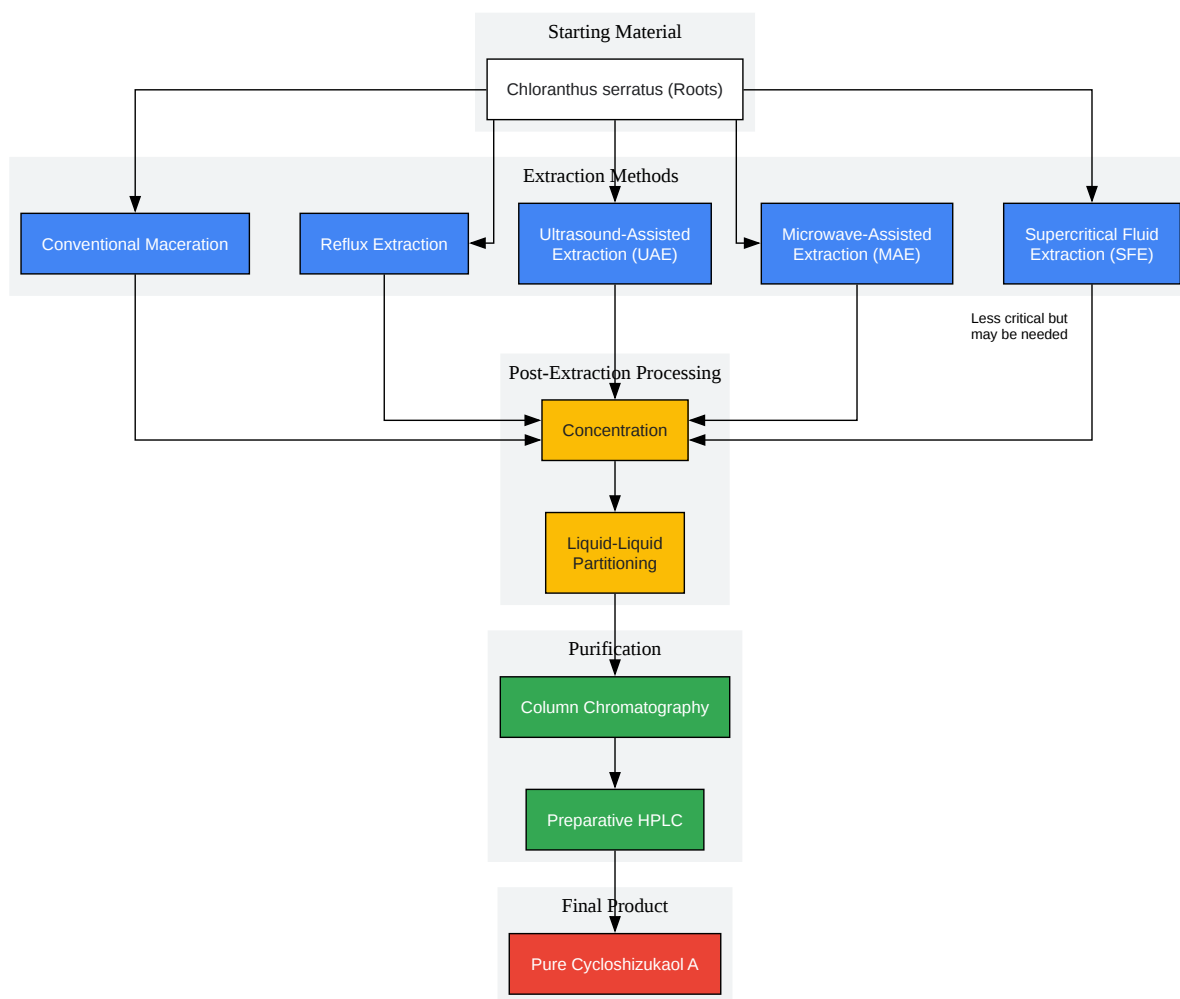 Starting Material
Chloranthus serratus (Roots)
Extraction Methods
Conventional Maceration
Reflux Extraction
Ultrasound-Assisted
Extraction (UAE)
Microwave-Assisted
Extraction (MAE)
Supercritical Fluid
Extraction (SFE)
Less critical but
may be needed
Post-Extraction Processing
Concentration
Liquid-Liquid
Partitioning
Purification
Column Chromatography
Preparative HPLC
Final Product
Pure Cycloshizukaol A